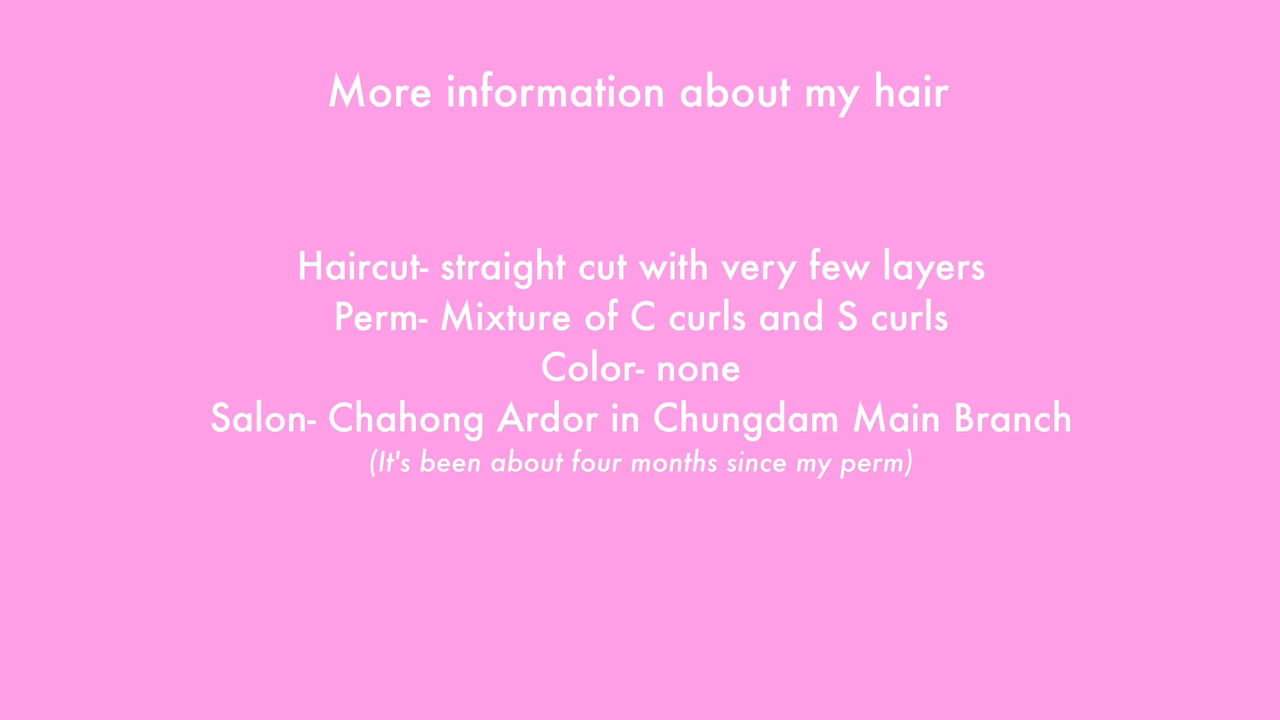 More information about my hair
Haircut- straight cut with very few layers
Perm- Mixture of C curls and S curls
Color- none
Salon- Chahong Ardor in Chungdam Main Branch
(It's been about four months since my perm)